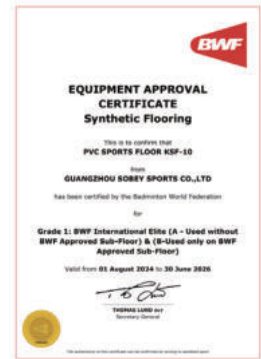 BWF
EQUIPMENT APPROVAL
CERTIFICATE
Synthetic Flooring
This is to confirm that
PVC SPORTS FLOOR KSF-10
from
GUANGZHOU SOBEY SPORTS CO.,LTD
has been certified by the Badminton World Federation
for
Grade 1: BWF International Elite (A - Used without
BWF Approved Sub-Floor) & (B-Used only on BWF
Approved Sub-Floor)
Valid from 01 August 2024 to 30 June 2026
THOMAS LUND
Secretary General